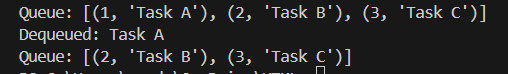 Queue: [(1, 'Task A'), (2, 'Task B'), (3, 'Task C')]
Dequeued: Task A
Queue: [(2, 'Task B'), (3, 'Task C')]